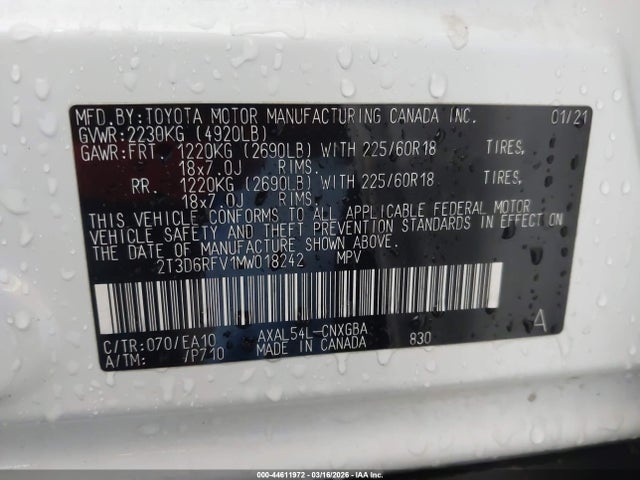 MFD.BY:TOYOTA MOTOR MANUFACTURING CANADA INC. 01/21
GVWR:2230KG (4920LB)
GAWR:FRT. 1220KG (2690LB) WITH 225/60R18 TIRES,
18x7.0J RIMS.
RR. 1220KG (2690LB) WITH 225/60R18 TIRES,
18x7.0J RIMS.
THIS VEHICLE CONFORMS TO ALL APPLICABLE FEDERAL MOTOR
VEHICLE SAFETY AND THEFT PREVENTION STANDARDS IN EFFECT ON
THE DATE OF MANUFACTURE SHOWN ABOVE.
2T3D6RFV1MW018242 MPV
C/TR:070/EA10 AXAL54L-CNXGBA 830 A
A/TM: /P710 MADE IN CANADA
000-44611972 - 03/16/2026 - IAA Inc.